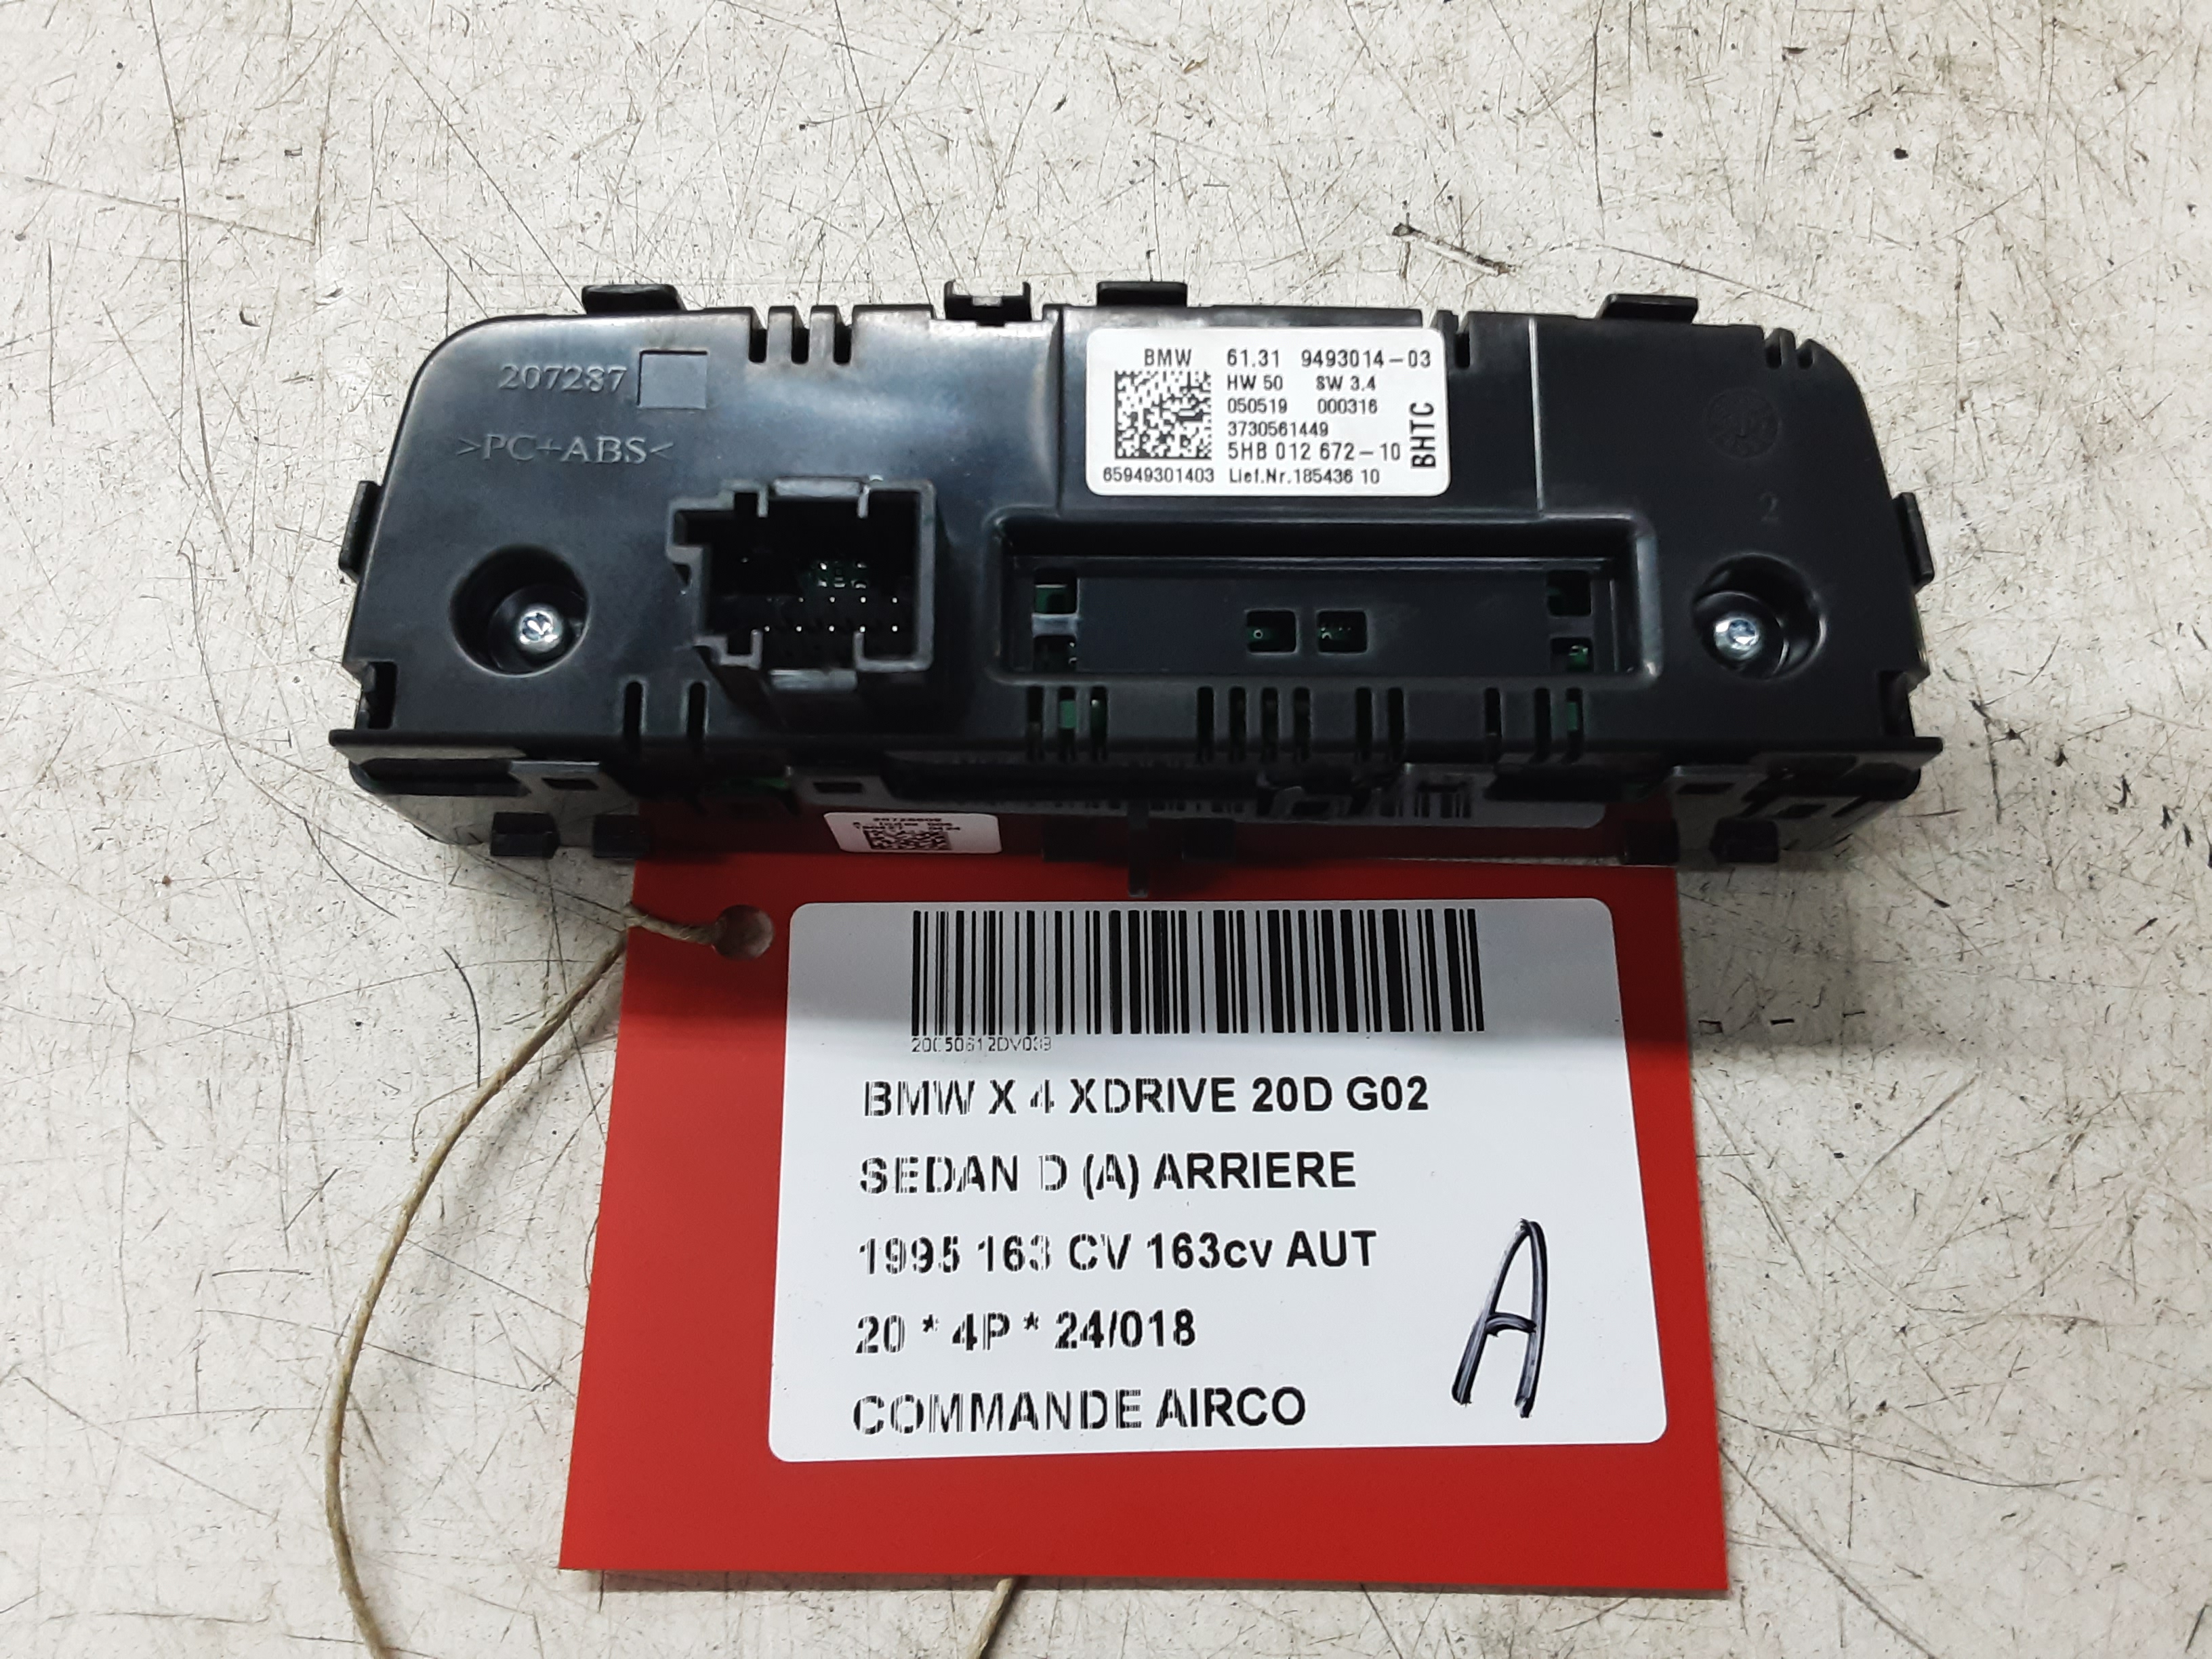 207287
>PC+ABS<
BMW 61.31 9493014-03
HW 50 SW 3.4
050519 000316
3730561449
5HB 012 672-10
65949301403 Lief.Nr.185436 10
BHTC
2
BMW X 4 XDRIVE 20D G02
SEDAN D (A) ARRIERE
1995 163 CV 163cv AUT
20 * 4P * 24/018
COMMANDE AIRCO
A